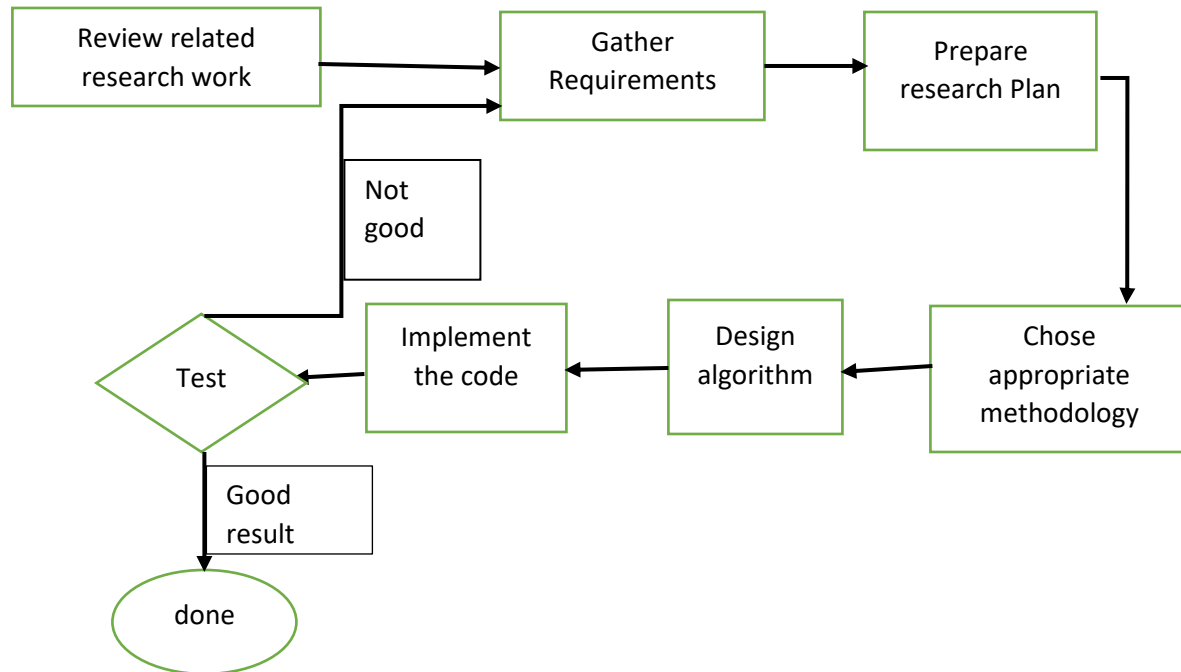 Review related
research work
Gather
Requirements
Prepare
research Plan
Not
good
Test
Implement
the code
Design
algorithm
Chose
appropriate
methodology
Good
result
done